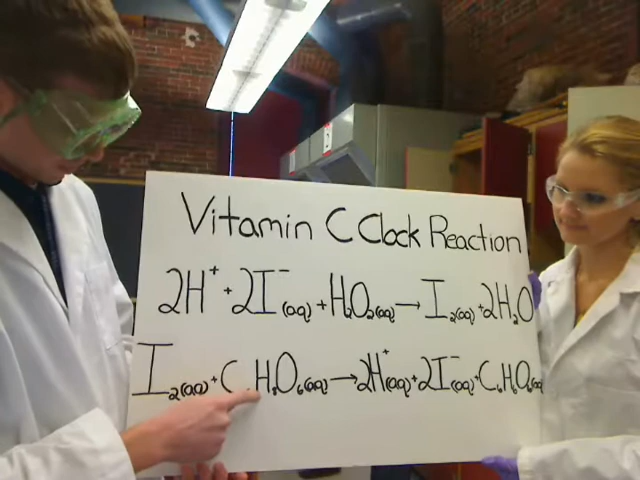 Vitamin C Clock Reaction
2H⁺ + 2I⁻(aq) + H₂O₂(aq) → I₂(aq) + 2H₂O
I₂(aq) + C H₈O₆(aq) → 2H⁺(aq) + 2I⁻(aq) + C₆H₆O₆(aq